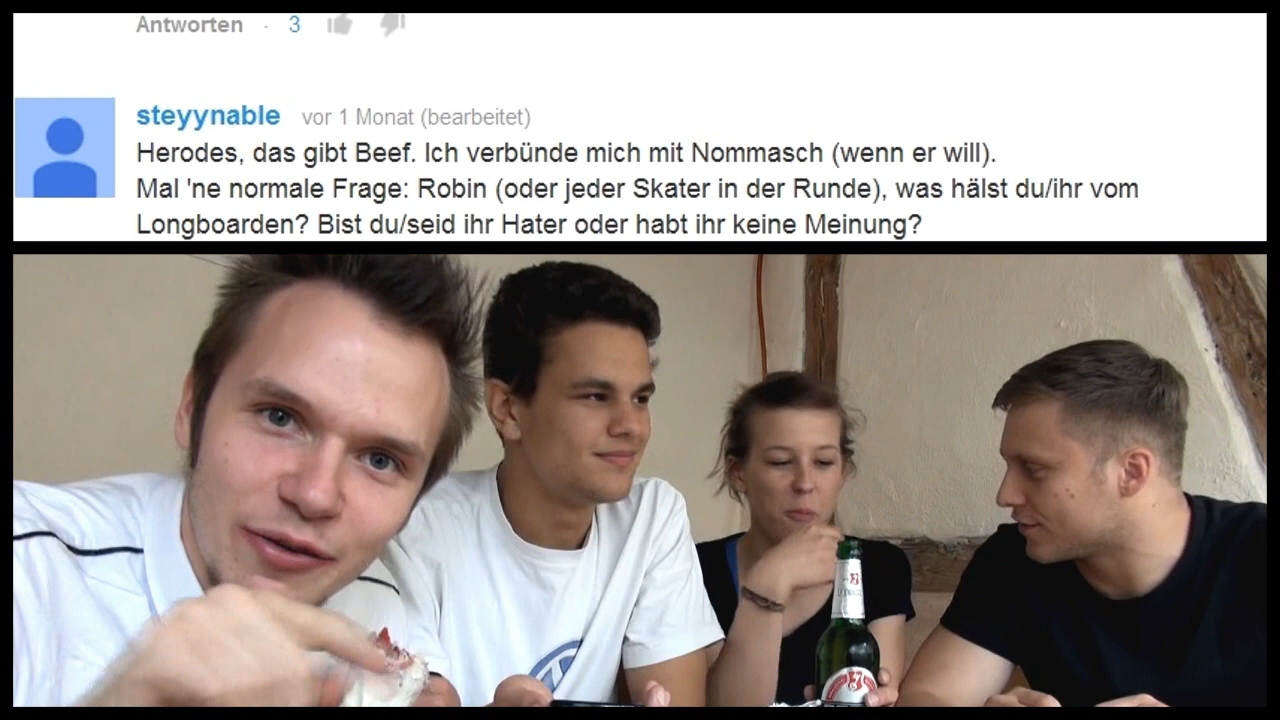 Antworten · 3
steyynable vor 1 Monat (bearbeitet)
Herodes, das gibt Beef. Ich verbünde mich mit Nommasch (wenn er will).
Mal 'ne normale Frage: Robin (oder jeder Skater in der Runde), was hälst du/ihr vom
Longboarden? Bist du/seid ihr Hater oder habt ihr keine Meinung?